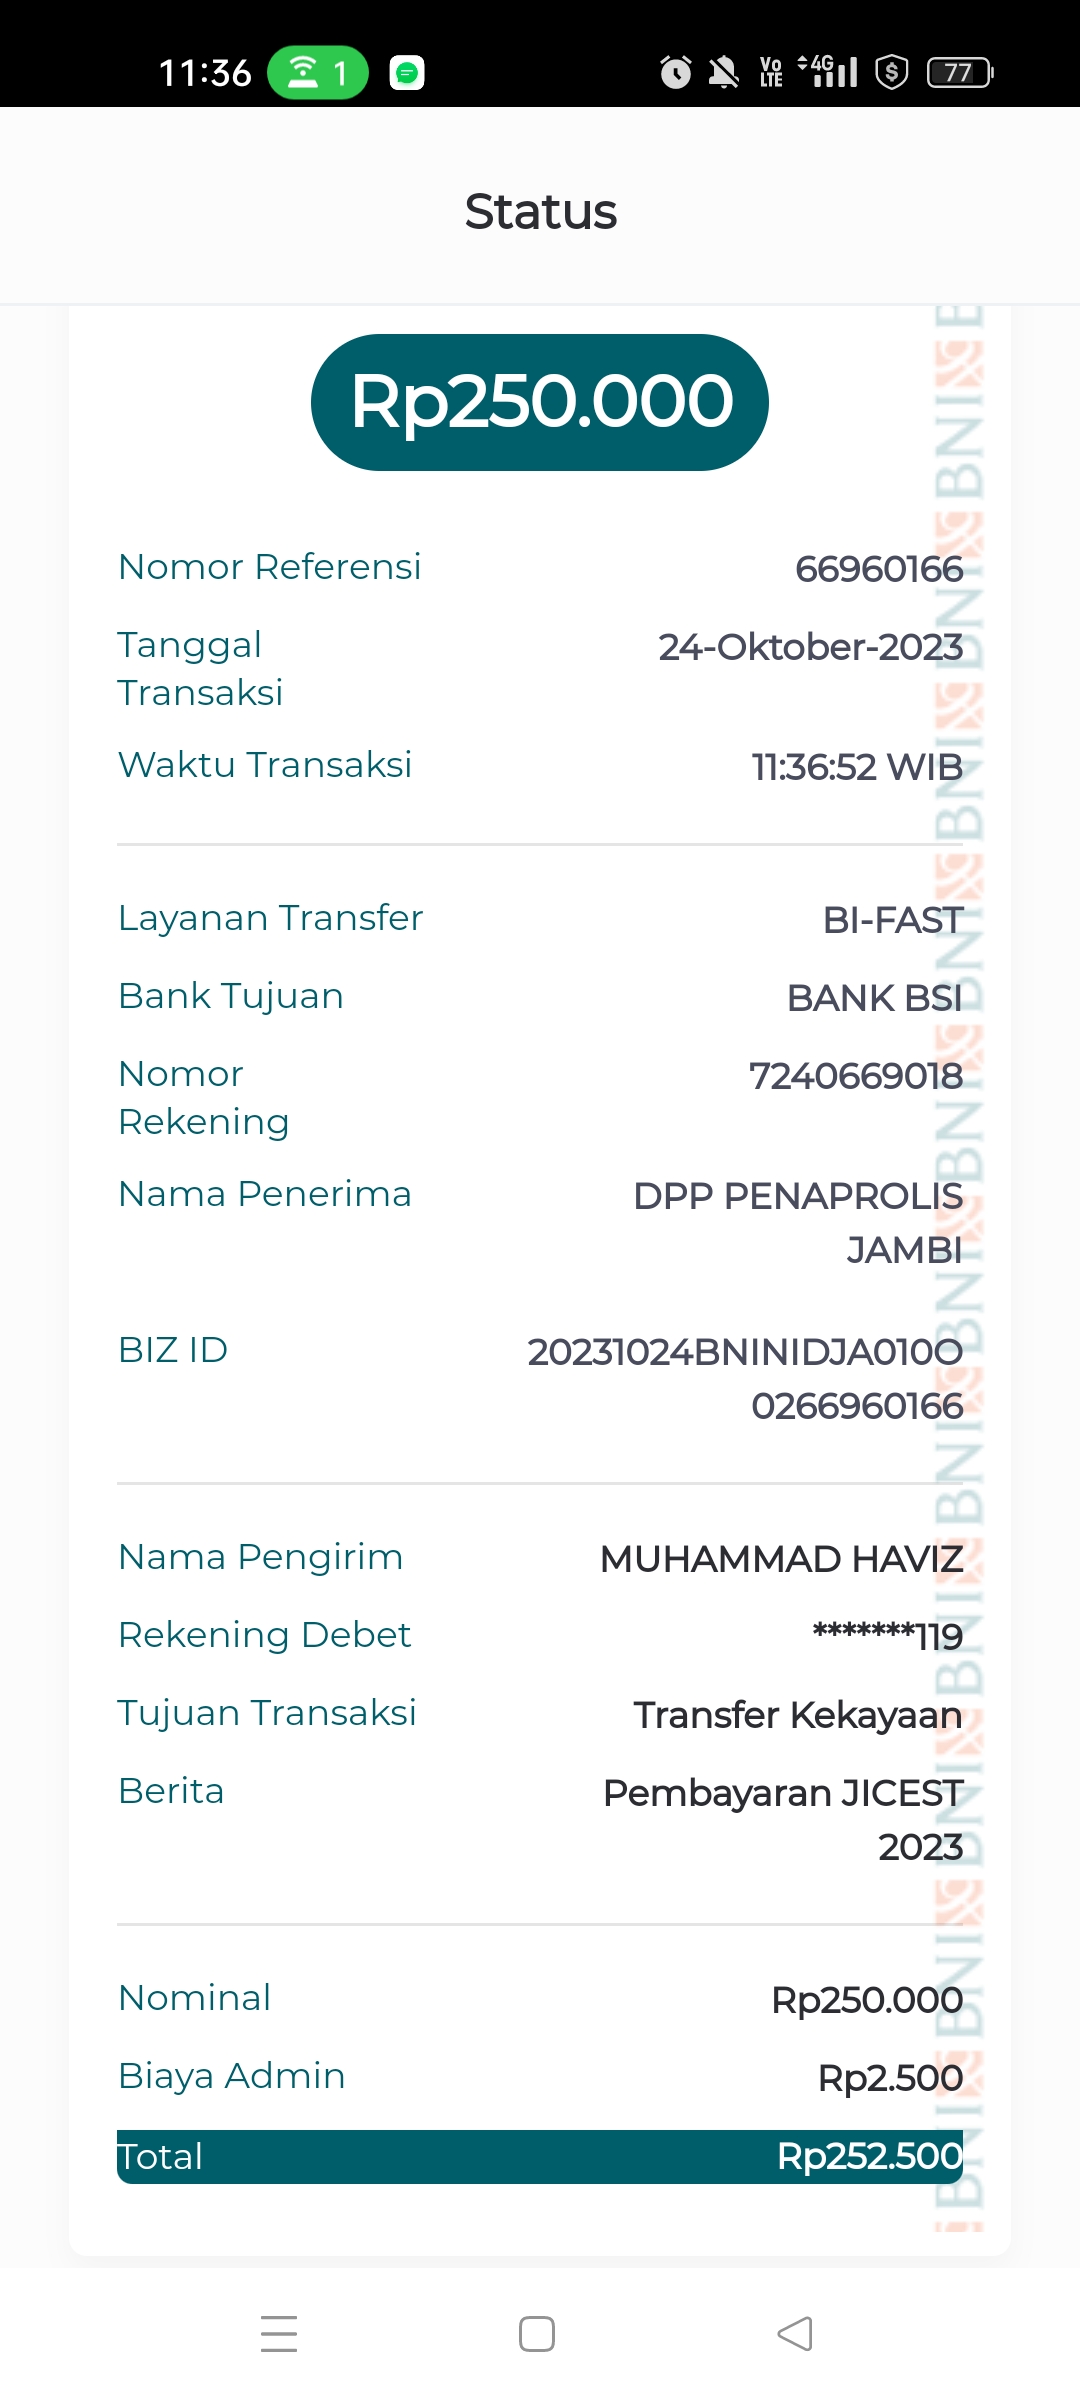 11:36
1
Vo
LTE
4G
77
Status
Rp250.000
Nomor Referensi 66960166
Tanggal 24-Oktober-2023
Transaksi
Waktu Transaksi 11:36:52 WIB
Layanan Transfer BI-FAST
Bank Tujuan BANK BSI
Nomor 7240669018
Rekening
Nama Penerima DPP PENAPROLIS
JAMBI
BIZ ID 20231024BNINIDJA010O
0266960166
Nama Pengirim MUHAMMAD HAVIZ
Rekening Debet *******119
Tujuan Transaksi Transfer Kekayaan
Berita Pembayaran JICEST
2023
Nominal Rp250.000
Biaya Admin Rp2.500
Total Rp252.500
BNI BNI BNI BNI BNI BNI BNI BNI BNI BNI BNI